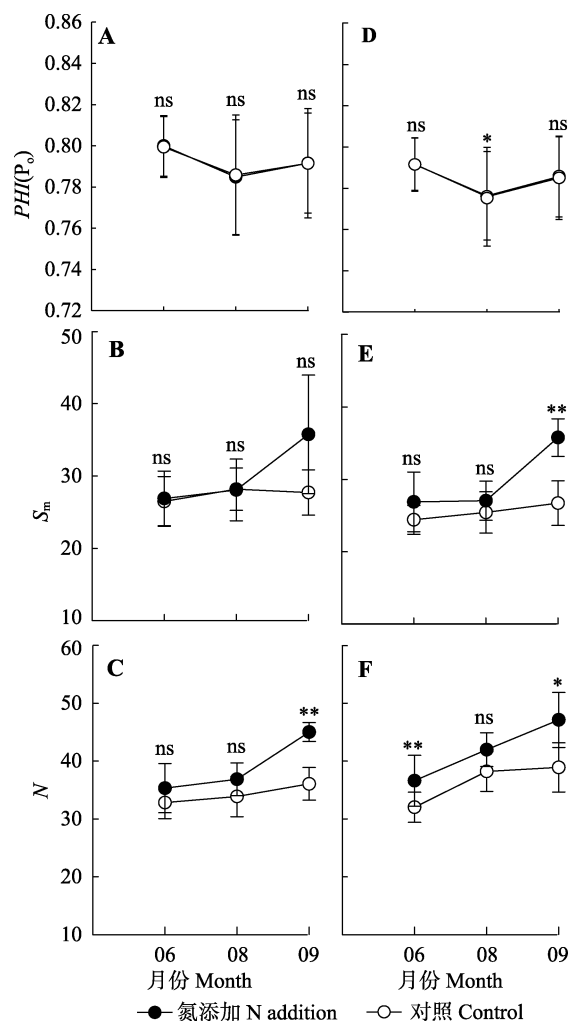 A
D
0.86
0.84
0.82
0.80
0.78
0.76
0.74
0.72
PHI(Po)
ns
ns
ns
ns
*
ns
B
E
50
40
30
20
10
Sm
ns
ns
ns
ns
ns
**
C
F
50
40
30
20
10
N
ns
ns
**
**
ns
*
06 08 09
06 08 09
月份 Month
月份 Month
氮添加 N addition
对照 Control